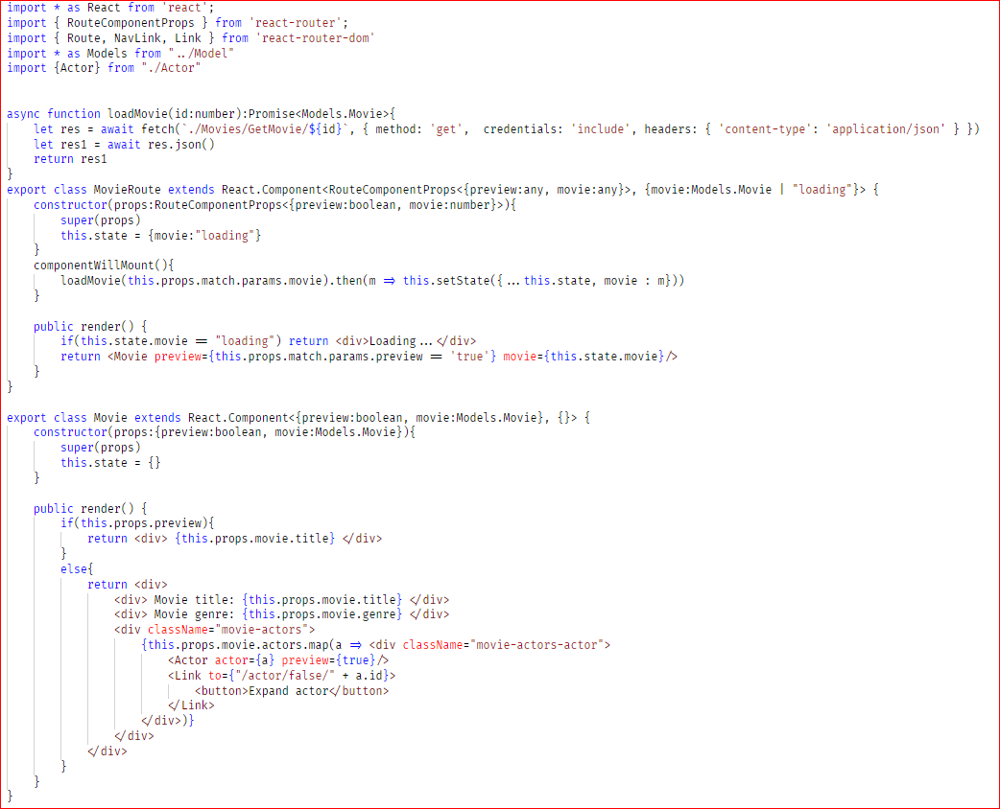 import * as React from 'react';
import { RouteComponentProps } from 'react-router';
import { Route, NavLink, Link } from 'react-router-dom'
import * as Models from "../Model"
import {Actor} from "./Actor"
async function loadMovie(id:number):Promise<Models.Movie>{
let res = await fetch(`./Movies/GetMovie/${id}`, { method: 'get', credentials: 'include', headers: { 'content-type': 'application/json' } })
let res1 = await res.json()
return res1
}
export class MovieRoute extends React.Component<RouteComponentProps<{preview:any, movie:any}>, {movie:Models.Movie | "loading"}> {
constructor(props:RouteComponentProps<{preview:boolean, movie:number}>){
super(props)
this.state = {movie:"loading"}
}
componentWillMount(){
loadMovie(this.props.match.params.movie).then(m => this.setState({...this.state, movie : m}))
}
public render() {
if(this.state.movie == "loading") return <div>Loading...</div>
return <Movie preview={this.props.match.params.preview == 'true'} movie={this.state.movie}/>
}
}
export class Movie extends React.Component<{preview:boolean, movie:Models.Movie}, {}> {
constructor(props:{preview:boolean, movie:Models.Movie}){
super(props)
this.state = {}
}
public render() {
if(this.props.preview){
return <div> {this.props.movie.title} </div>
}
else{
return <div>
<div> Movie title: {this.props.movie.title} </div>
<div> Movie genre: {this.props.movie.genre} </div>
<div className="movie-actors">
{this.props.movie.actors.map(a => <div className="movie-actors-actor">
<Actor actor={a} preview={true}/>
<Link to={"/actor/false/" + a.id}>
<button>Expand actor</button>
</Link>
</div>)}
</div>
</div>
}
}
}